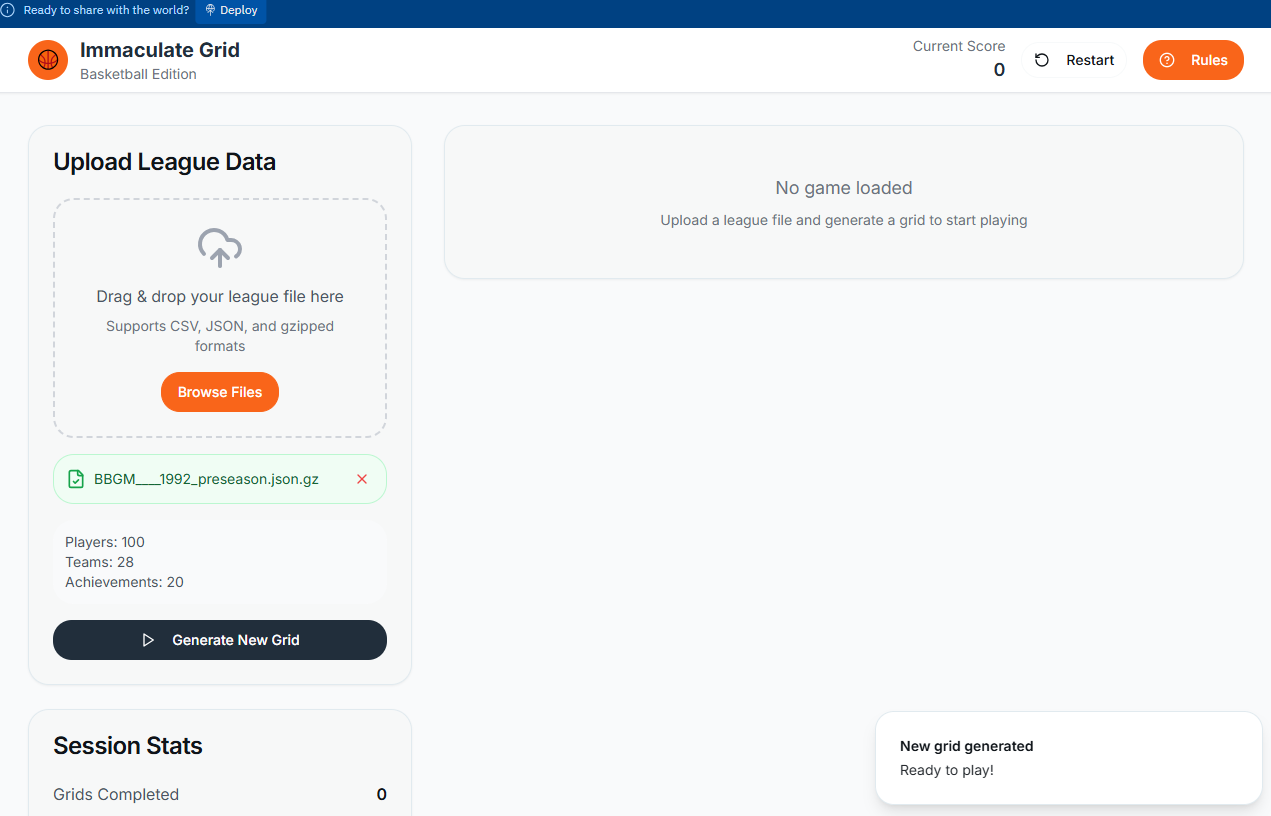 Ready to share with the world? Deploy
Immaculate Grid
Basketball Edition
Current Score
0
Restart
Rules
Upload League Data
Drag & drop your league file here
Supports CSV, JSON, and gzipped
formats
Browse Files
BBGM____1992_preseason.json.gz
Players: 100
Teams: 28
Achievements: 20
Generate New Grid
Session Stats
Grids Completed 0
No game loaded
Upload a league file and generate a grid to start playing
New grid generated
Ready to play!